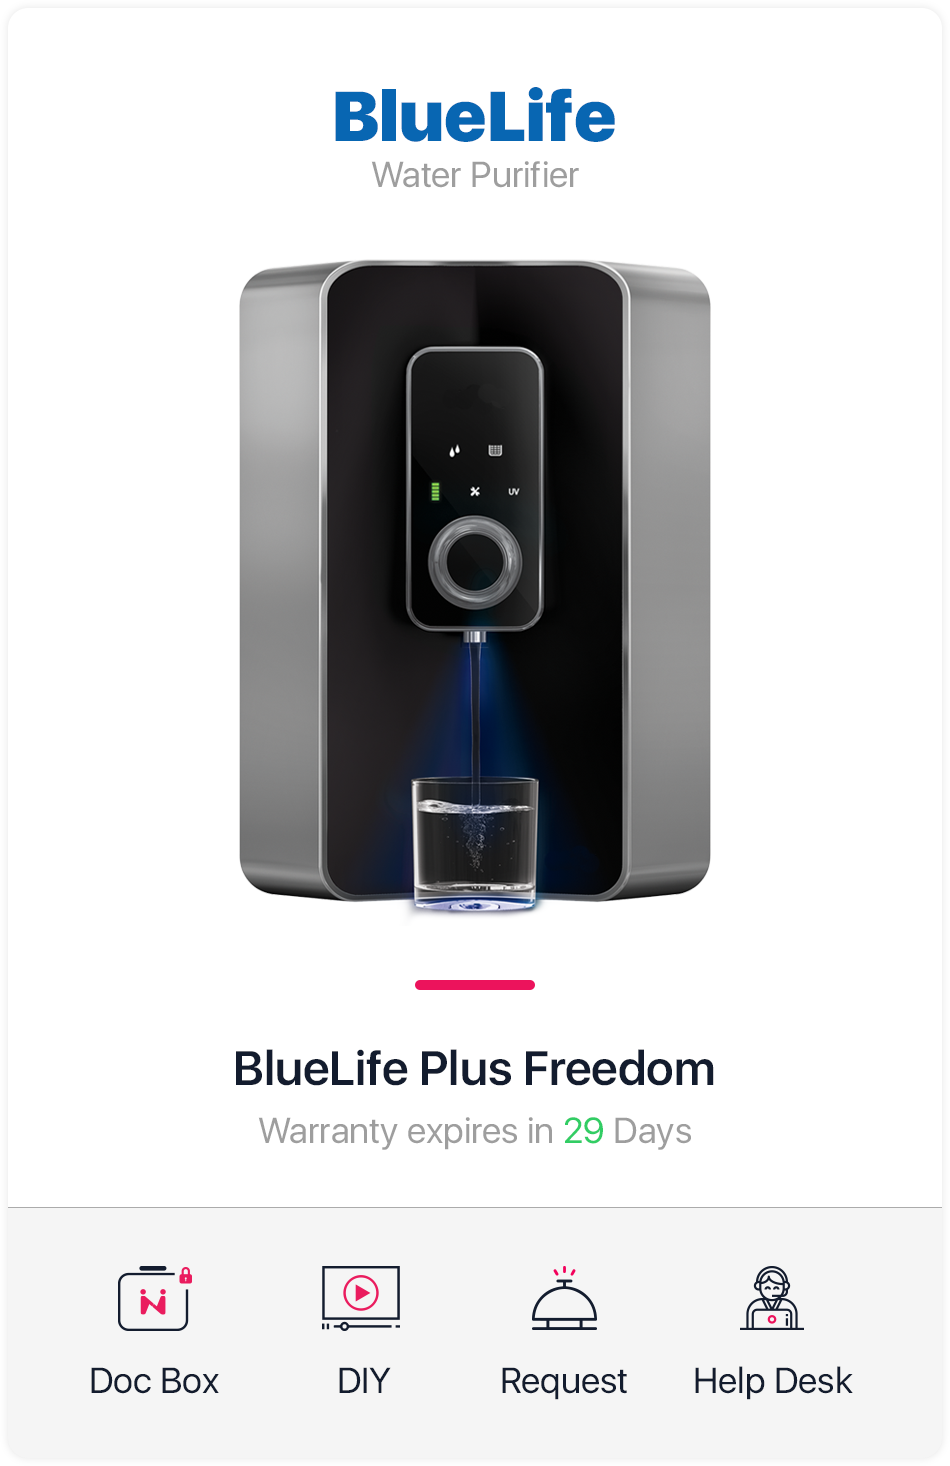 BlueLife
Water Purifier
UV
BlueLife Plus Freedom
Warranty expires in 29 Days
Doc Box
DIY
Request
Help Desk